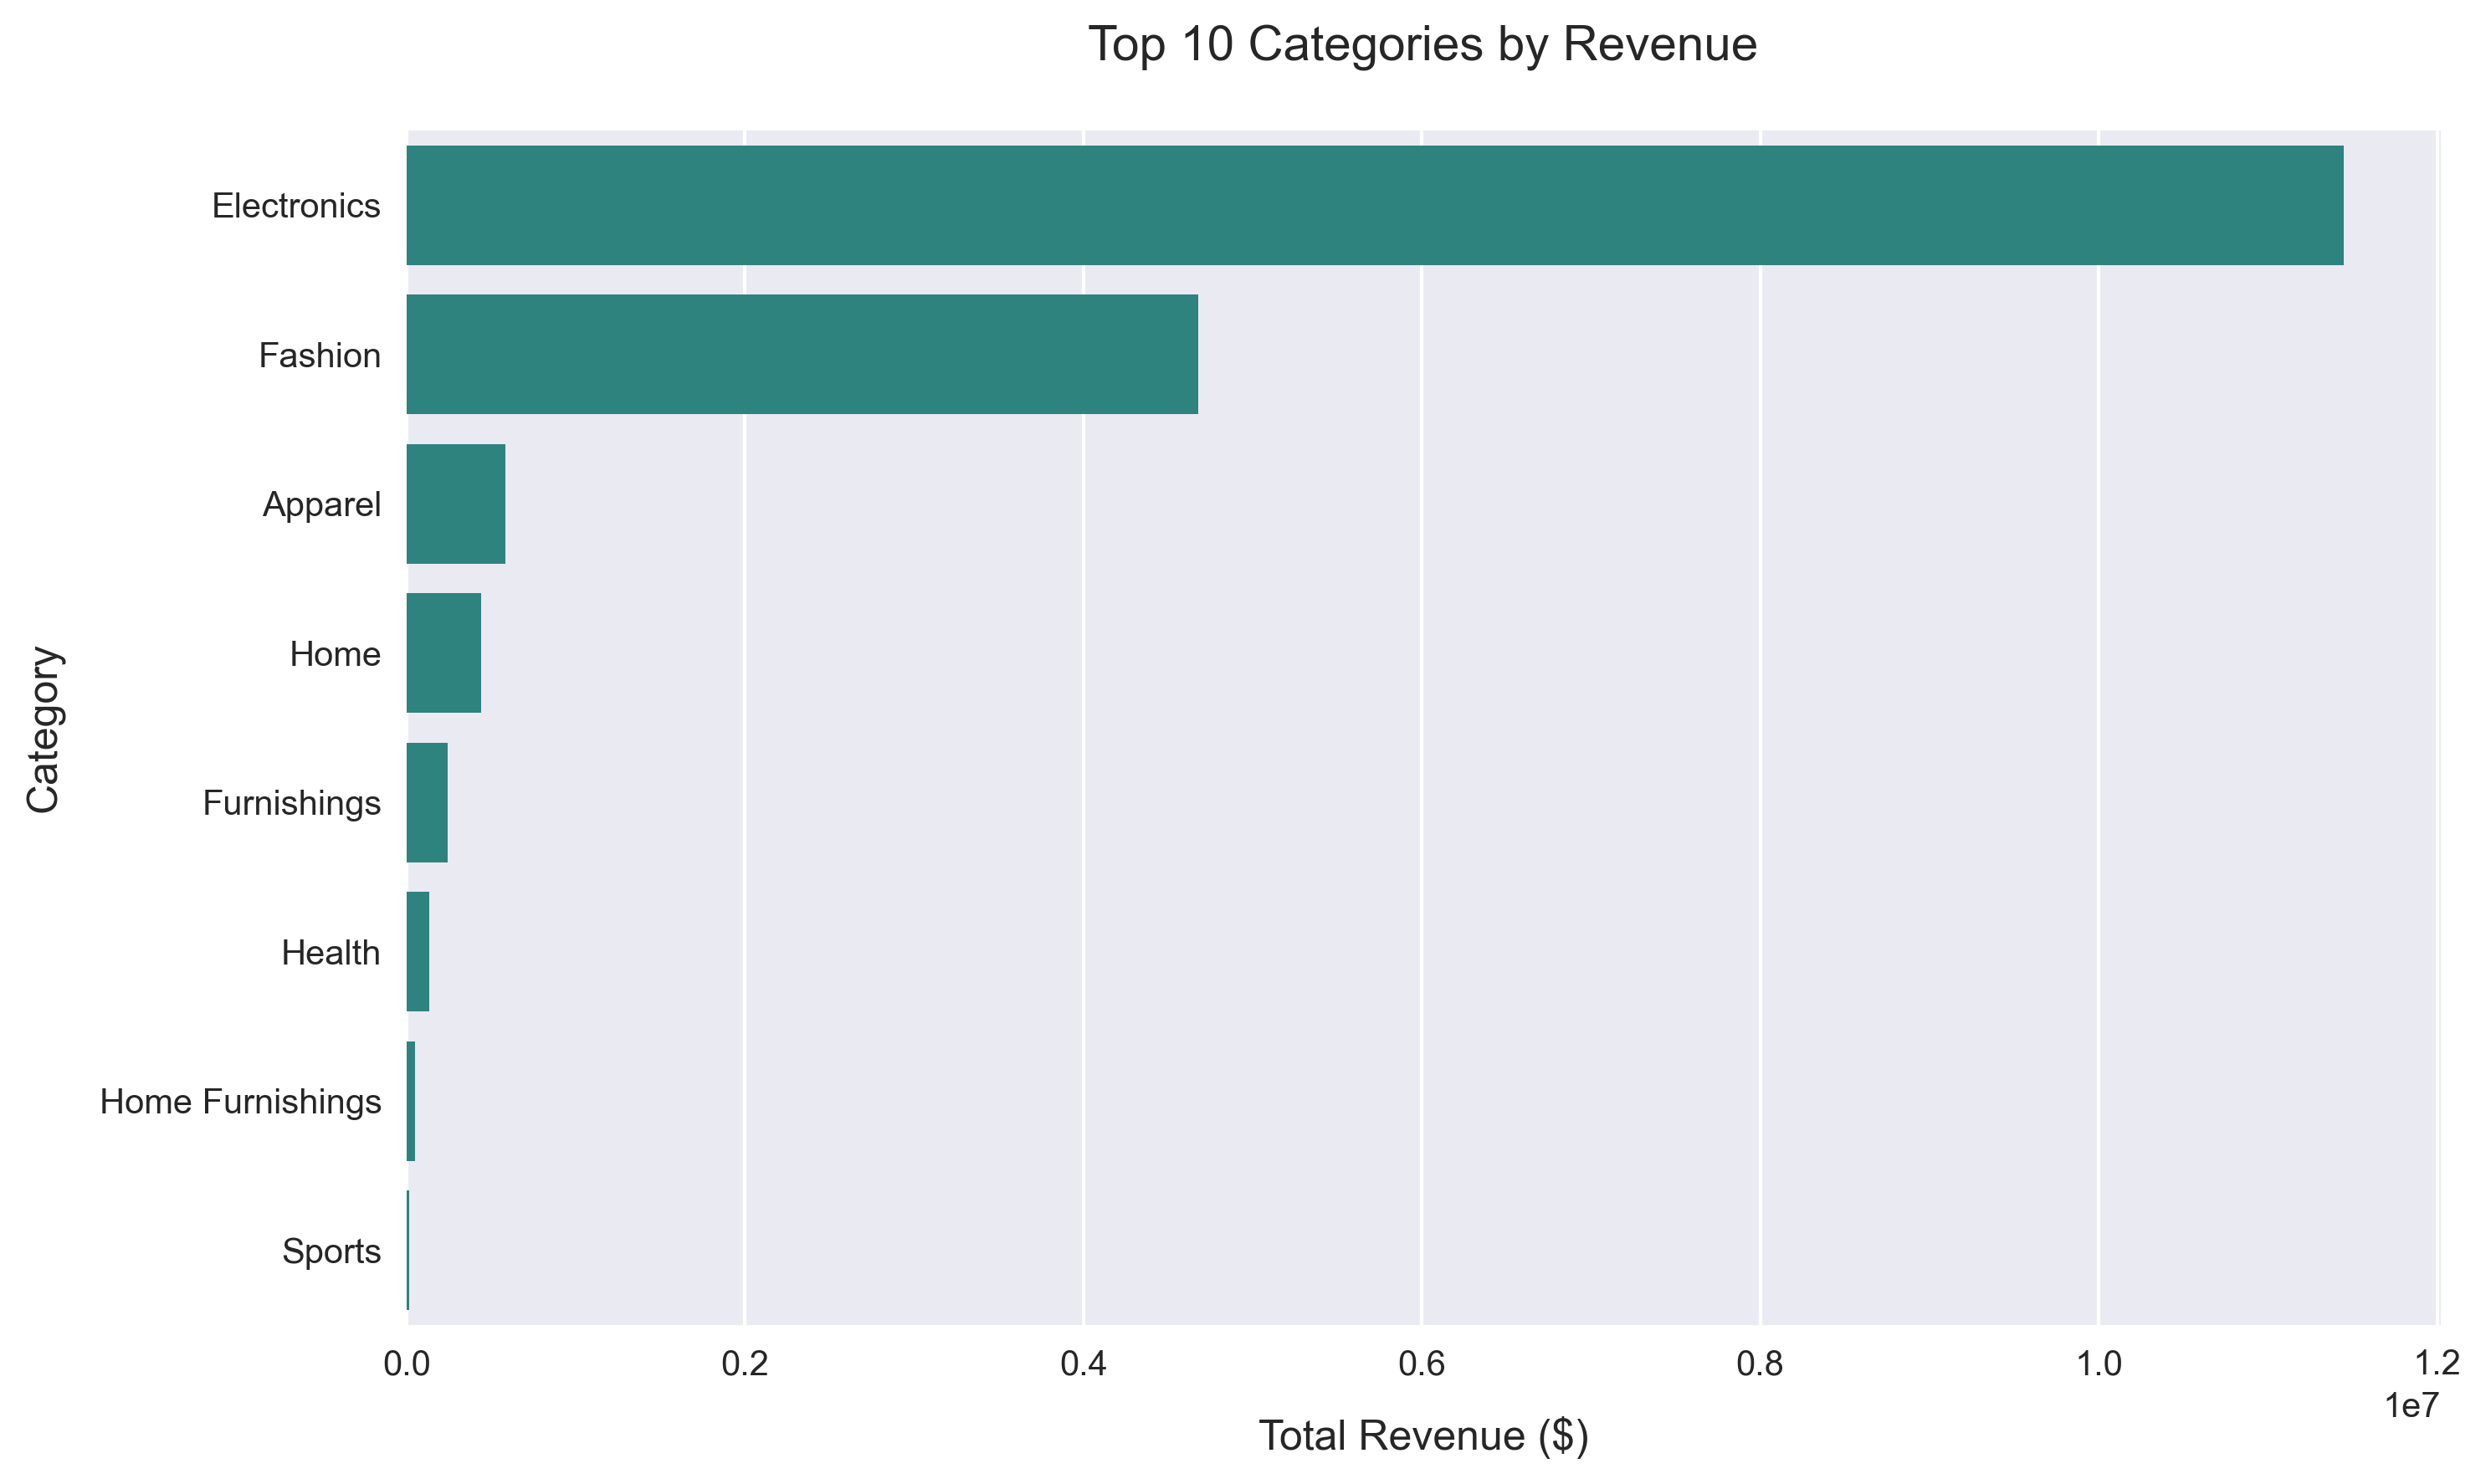 Top 10 Categories by Revenue
Category
Electronics
Fashion
Apparel
Home
Furnishings
Health
Home Furnishings
Sports
0.0 0.2 0.4 0.6 0.8 1.0 1.2
1e7
Total Revenue ($)